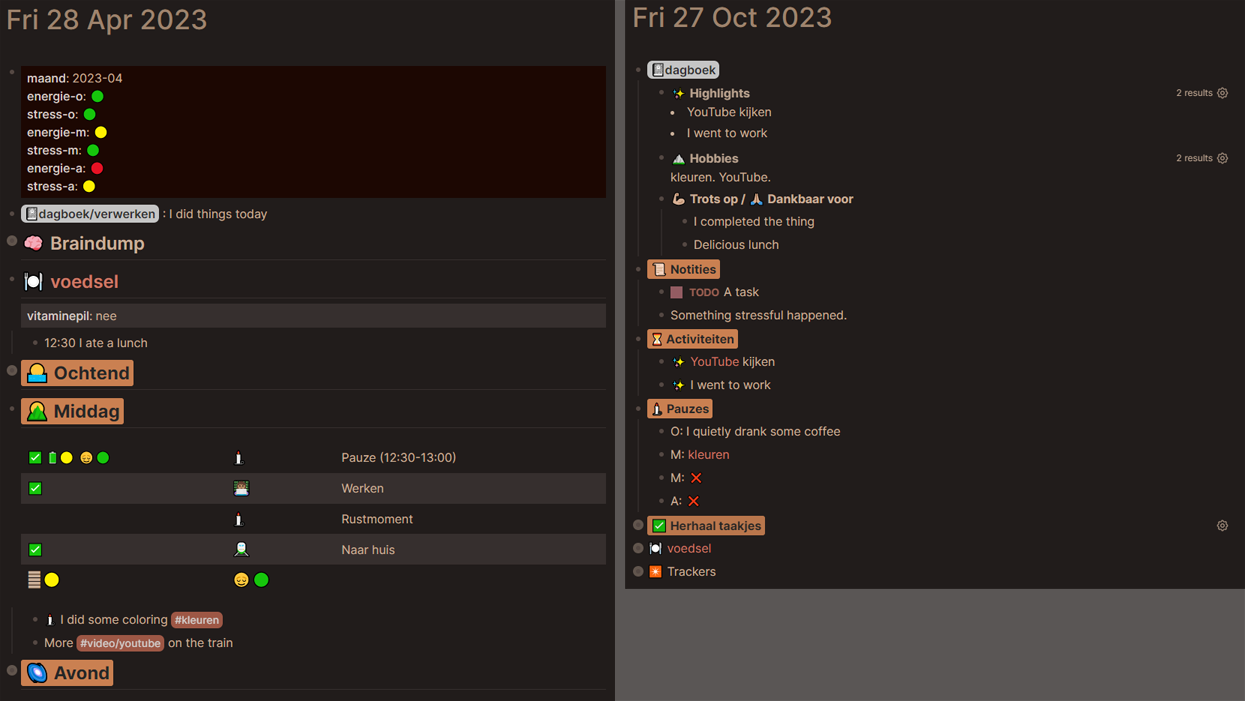 Fri 28 Apr 2023
maand: 2023-04
energie-o:
stress-o:
energie-m:
stress-m:
energie-a:
stress-a:
dagboek/verwerken : I did things today
Braindump
voedsel
vitaminepil: nee
12:30 I ate a lunch
Ochtend
Middag
Pauze (12:30-13:00)
Werken
Rustmoment
Naar huis
I did some coloring #kleuren
More #video/youtube on the train
Avond
Fri 27 Oct 2023
dagboek
Highlights 2 results
YouTube kijken
I went to work
Hobbies 2 results
kleuren. YouTube.
Trots op / Dankbaar voor
I completed the thing
Delicious lunch
Notities
TODO A task
Something stressful happened.
Activiteiten
YouTube kijken
I went to work
Pauzes
O: I quietly drank some coffee
M: kleuren
M:
A:
Herhaal taakjes
voedsel
Trackers